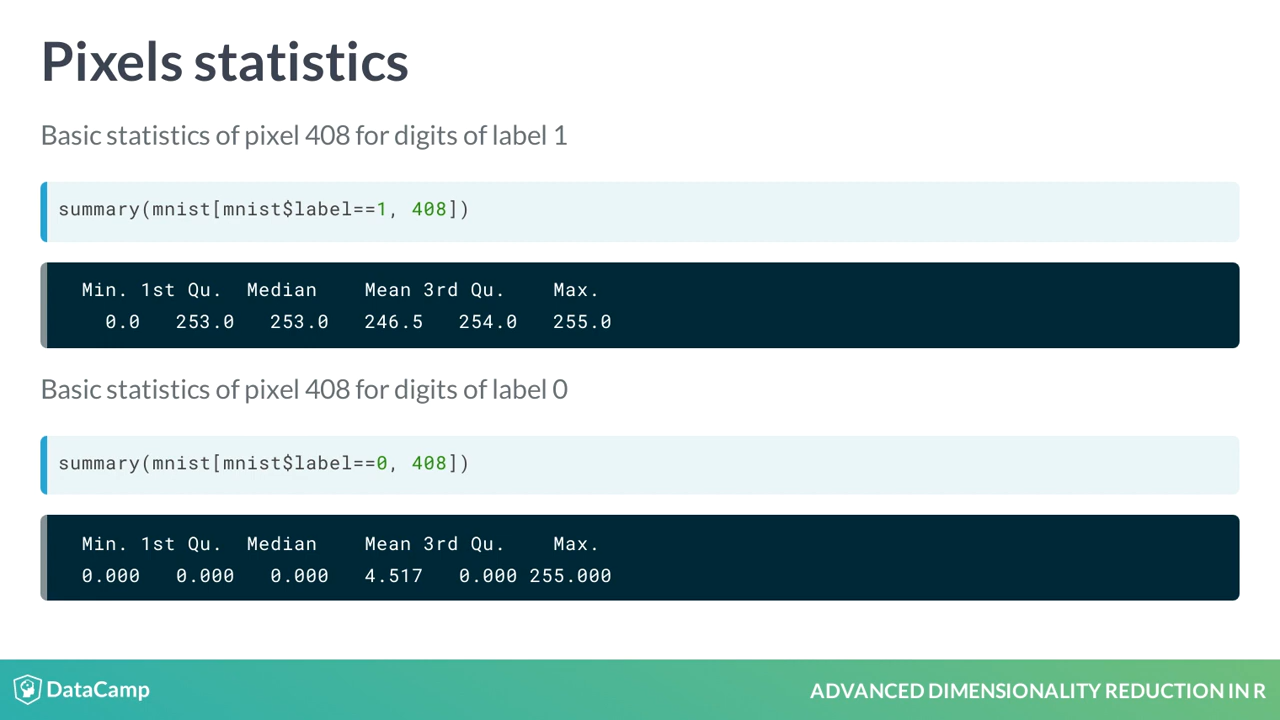 Pixels statistics
Basic statistics of pixel 408 for digits of label 1
summary(mnist[mnist$label==1, 408])
Min. 1st Qu. Median Mean 3rd Qu. Max.
0.0 253.0 253.0 246.5 254.0 255.0
Basic statistics of pixel 408 for digits of label 0
summary(mnist[mnist$label==0, 408])
Min. 1st Qu. Median Mean 3rd Qu. Max.
0.000 0.000 0.000 4.517 0.000 255.000
DataCamp
ADVANCED DIMENSIONALITY REDUCTION IN R